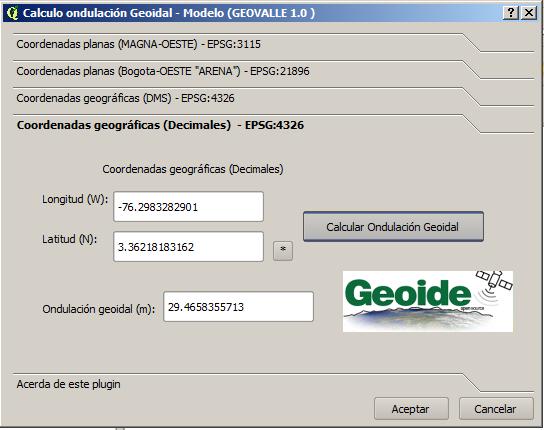 Calculo ondulación Geoidal - Modelo (GEOVALLE 1.0 )
Coordenadas planas (MAGNA-OESTE) - EPSG:3115
Coordenadas planas (Bogota-OESTE "ARENA") - EPSG:21896
Coordenadas geográficas (DMS) - EPSG:4326
Coordenadas geográficas (Decimales) - EPSG:4326
Coordenadas geográficas (Decimales)
Longitud (W): -76.2983282901
Calcular Ondulación Geoidal
Latitud (N): 3.36218183162 *
Geoide
open source
Ondulación geoidal (m): 29.4658355713
Acerda de este plugin
Aceptar Cancelar